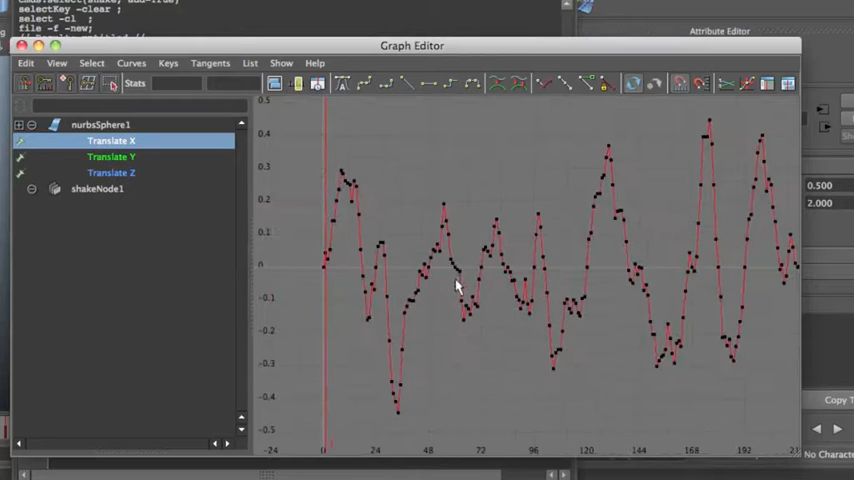 selectKey -clear ;
select -cl ;
file -f -new;
Attribute Editor
Graph Editor
Edit View Select Curves Keys Tangents List Show Help
Stats
nurbsSphere1
Translate X
Translate Y
Translate Z
shakeNode1
0.5
0.4
0.3
0.2
0.1
0
-0.1
-0.2
-0.3
-0.4
-0.5
-24 0 24 48 72 96 120 144 168 192
0.500
2.000
Copy T
No Characte